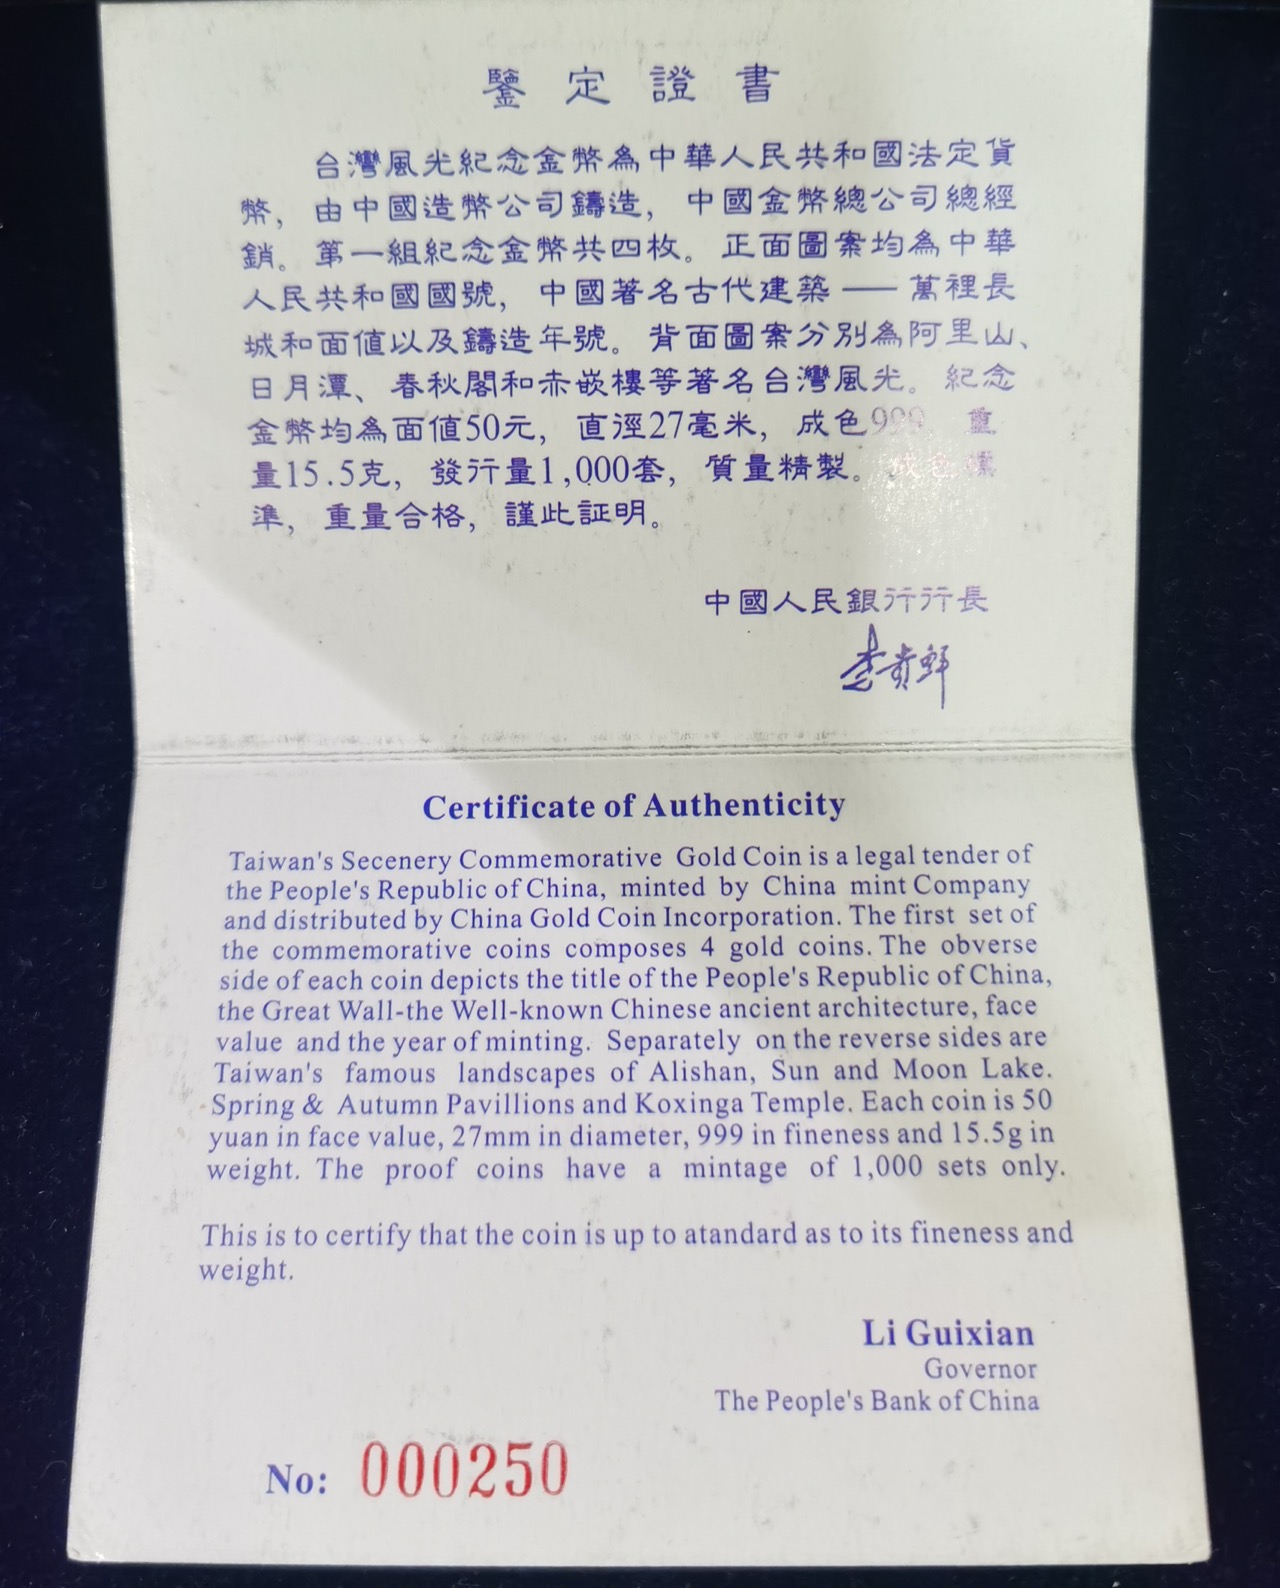 鑒定證書
台灣風光紀念金幣為中華人民共和國法定貨
幣，由中國造幣公司鑄造，中國金幣總公司總經
銷。第一組紀念金幣共四枚。正面圖案均為中華
人民共和國國號，中國著名古代建築——萬裡長
城和面值以及鑄造年號。背面圖案分別為阿里山、
日月潭、春秋閣和赤嵌樓等著名台灣風光。紀念
金幣均為面值50元，直徑27毫米，成色999，重
量15.5克，發行量1,000套，質量精製。成色標
準，重量合格，謹此証明。
中國人民銀行行長
李貴鮮
Certificate of Authenticity
Taiwan's Secenery Commemorative Gold Coin is a legal tender of
the People's Republic of China, minted by China mint Company
and distributed by China Gold Coin Incorporation. The first set of
the commemorative coins composes 4 gold coins. The obverse
side of each coin depicts the title of the People's Republic of China,
the Great Wall-the Well-known Chinese ancient architecture, face
value and the year of minting. Separately on the reverse sides are
Taiwan's famous landscapes of Alishan, Sun and Moon Lake.
Spring & Autumn Pavillions and Koxinga Temple. Each coin is 50
yuan in face value, 27mm in diameter, 999 in fineness and 15.5g in
weight. The proof coins have a mintage of 1,000 sets only.
This is to certify that the coin is up to atandard as to its fineness and
weight.
Li Guixian
Governor
The People's Bank of China
No: 000250